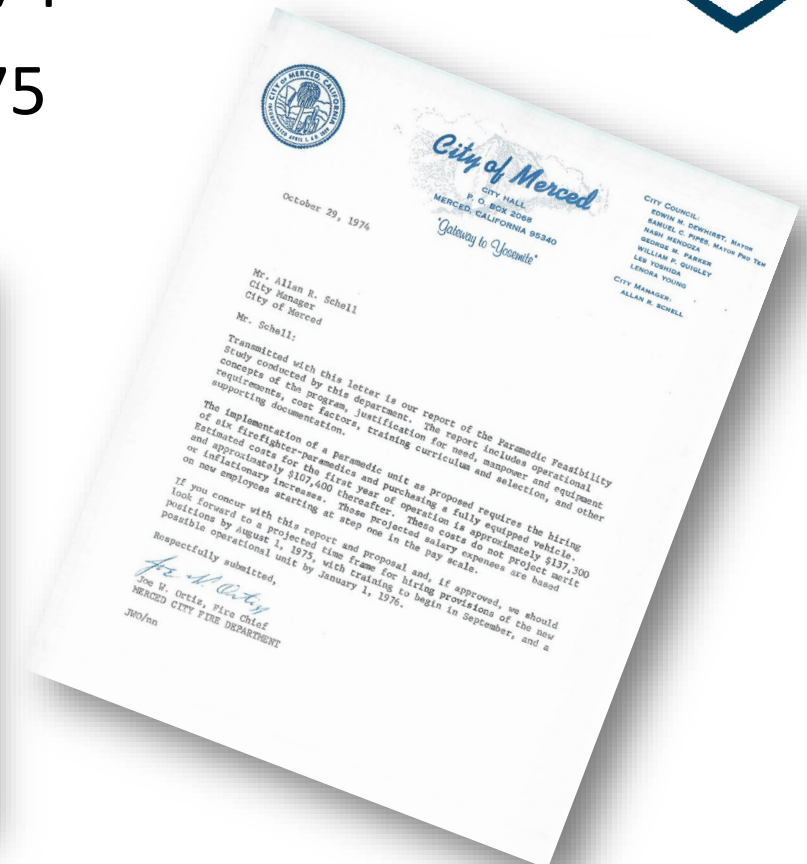 75
CITY OF MERCED, CALIFORNIA
INCORPORATED APRIL 1, A.D. 1889
City of Merced
CITY HALL
P. O. BOX 2068
MERCED, CALIFORNIA 95340
"Gateway to Yosemite"
CITY COUNCIL:
EDWIN M. DEWHIRST, MAYOR
SAMUEL C. PIPES, MAYOR PRO TEM
NASH MENDOZA
GEORGE M. PARKER
WILLIAM P. QUIGLEY
LES YOSHIDA
LENORA YOUNG
CITY MANAGER:
ALLAN R. SCHELL
October 29, 1974
Mr. Allan R. Schell
City Manager
City of Merced
Mr. Schell:
Transmitted with this letter is our report of the Paramedic Feasibility
Study conducted by this department. The report includes operational
concepts of the program, justification for need, manpower and equipment
requirements, cost factors, training curriculum and selection, and other
supporting documentation.
The implementation of a paramedic unit as proposed requires the hiring
of six firefighter-paramedics and purchasing a fully equipped vehicle.
Estimated costs for the first year of operation is approximately $137,300
and approximately $107,400 thereafter. These costs do not project merit
or inflationary increases. These projected salary expenses are based
on new employees starting at step one in the pay scale.
If you concur with this report and proposal and, if approved, we should
look forward to a projected time frame for hiring provisions of the new
positions by August 1, 1975, with training to begin in September, and a
possible operational unit by January 1, 1976.
Respectfully submitted,
Joe W. Ortiz
Joe W. Ortiz, Fire Chief
MERCED CITY FIRE DEPARTMENT
JWO/nn